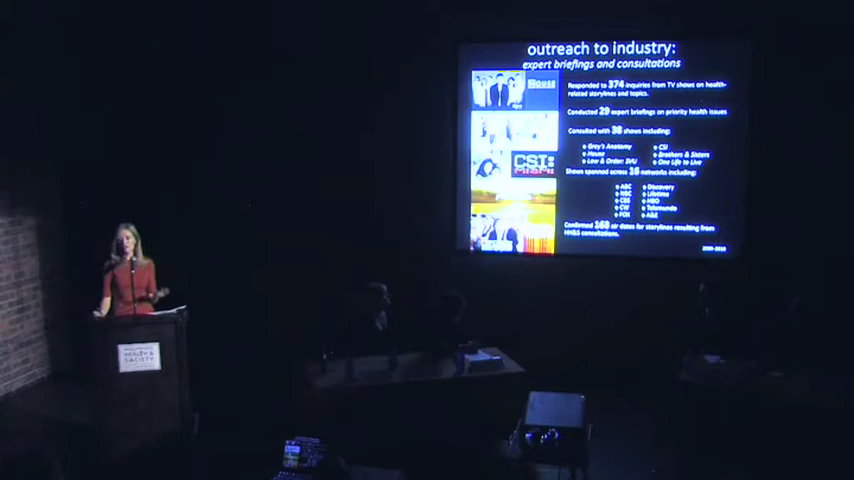 outreach to industry:
expert briefings and consultations
House
Responded to 374 inquiries from TV shows on health-
related storylines and topics.
Conducted 29 expert briefings on priority health issues
Consulted with 38 shows including:
o Grey's Anatomy
o House
o Law & Order: SVU
o CSI
o Brothers & Sisters
o One Life to Live
CSI:
MIAMI
Shows spanned across 16 networks including:
o ABC
o NBC
o CBS
o CW
o FOX
o Discovery
o Lifetime
o HBO
o Telemundo
o A&E
Confirmed 168 air dates for storylines resulting from
HH&S consultations.
HEALTH &
SOCIETY